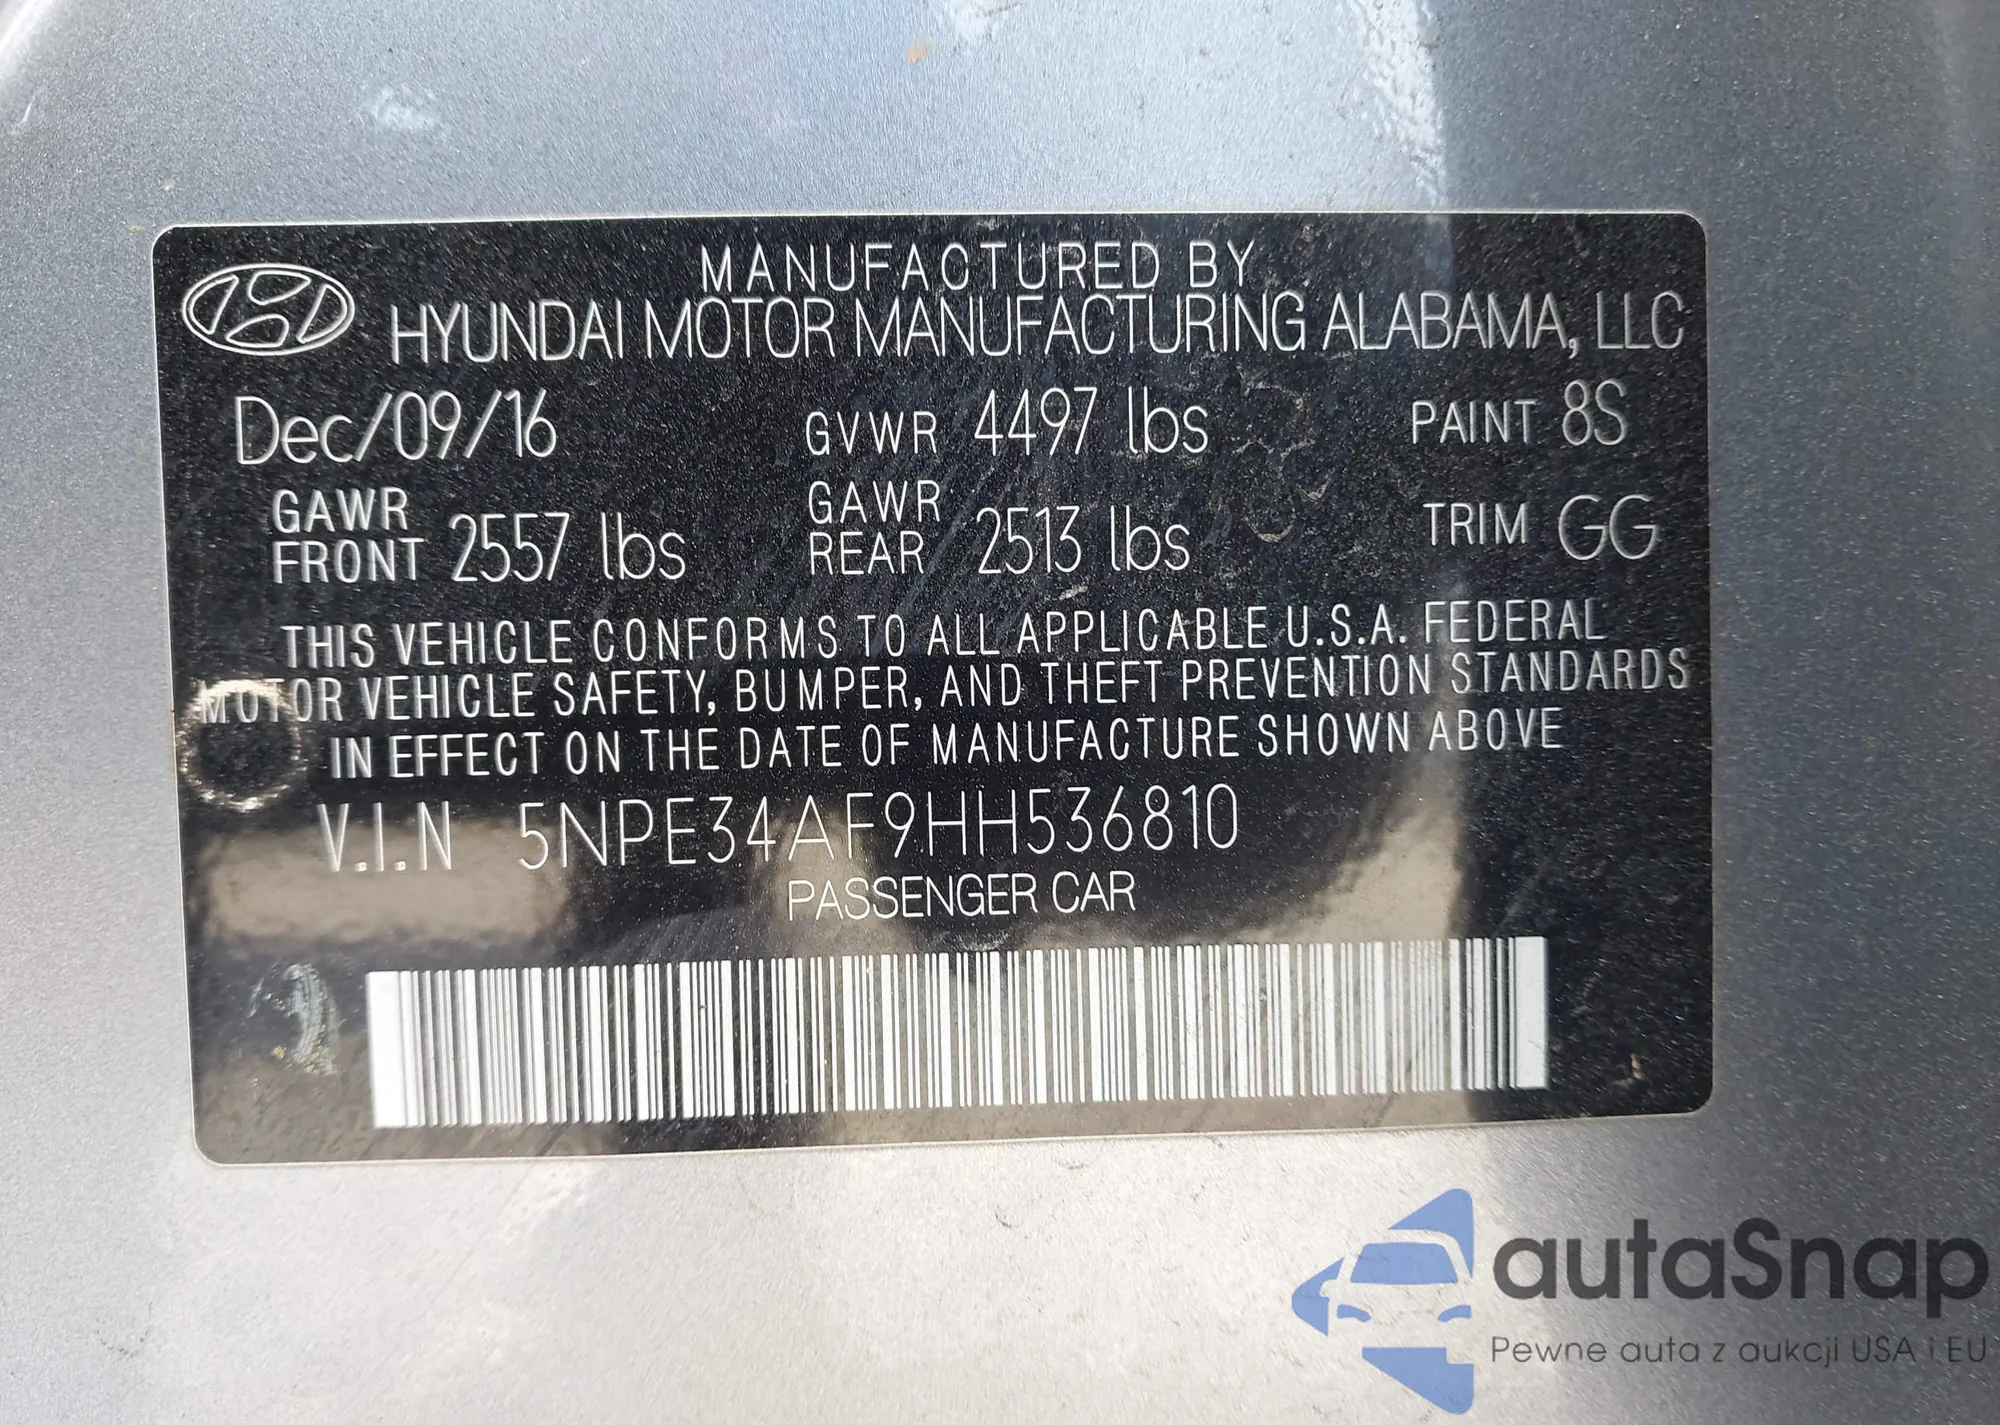 MANUFACTURED BY
HYUNDAI MOTOR MANUFACTURING ALABAMA, LLC
Dec/09/16 GVWR 4497 lbs PAINT 8S
GAWR FRONT 2557 lbs GAWR REAR 2513 lbs TRIM GG
THIS VEHICLE CONFORMS TO ALL APPLICABLE U.S.A. FEDERAL
MOTOR VEHICLE SAFETY, BUMPER, AND THEFT PREVENTION STANDARDS
IN EFFECT ON THE DATE OF MANUFACTURE SHOWN ABOVE
V.I.N 5NPE34AF9HH536810
PASSENGER CAR
autaSnap
Pewne auta z aukcji USA i EU